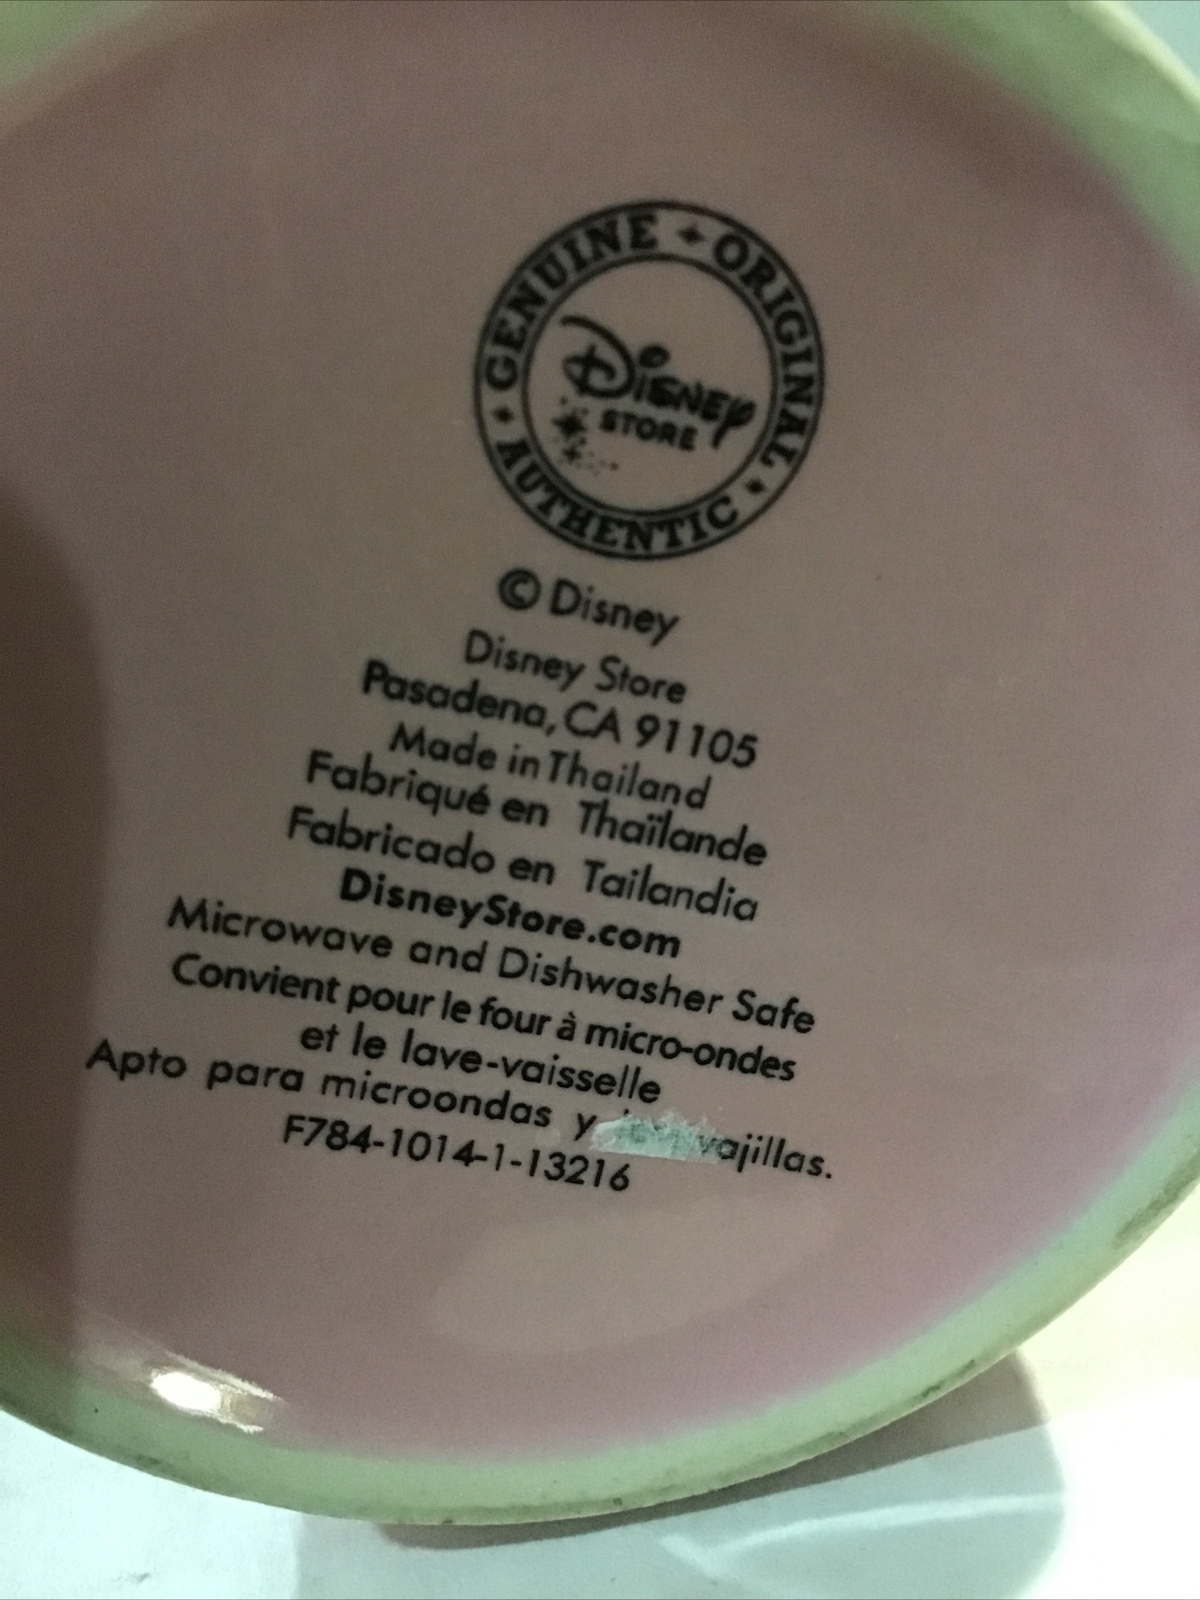 GENUINE ✦ ORIGINAL ✦ AUTHENTIC ✦
Disney
STORE
© Disney
Disney Store
Pasadena, CA 91105
Made in Thailand
Fabriqué en Thaïlande
Fabricado en Tailandia
DisneyStore.com
Microwave and Dishwasher Safe
Convient pour le four à micro-ondes
et le lave-vaisselle
Apto para microondas y
F784-1014-1-13216